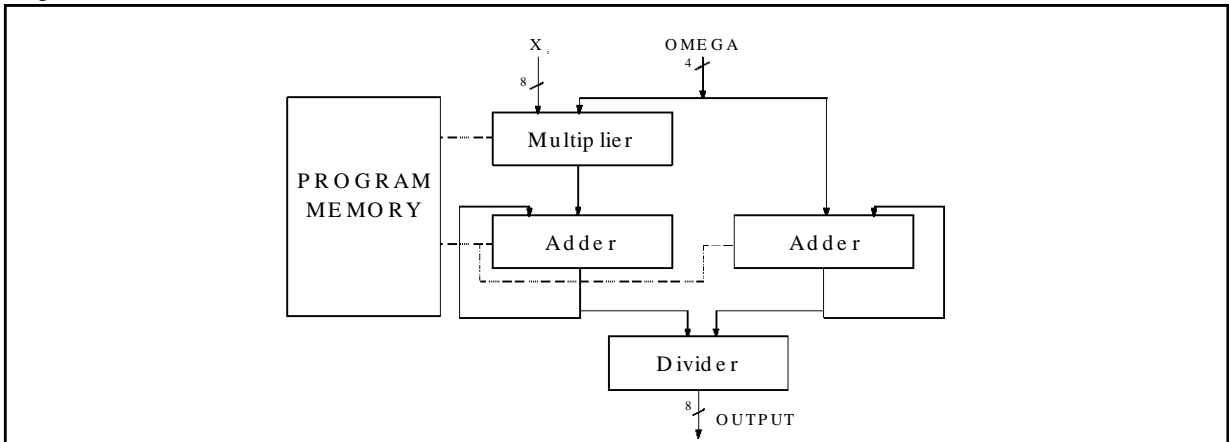 X i
OMEGA
4
8
Multiplier
PROGRAM
MEMORY
Adder
Adder
Divider
8
OUTPUT